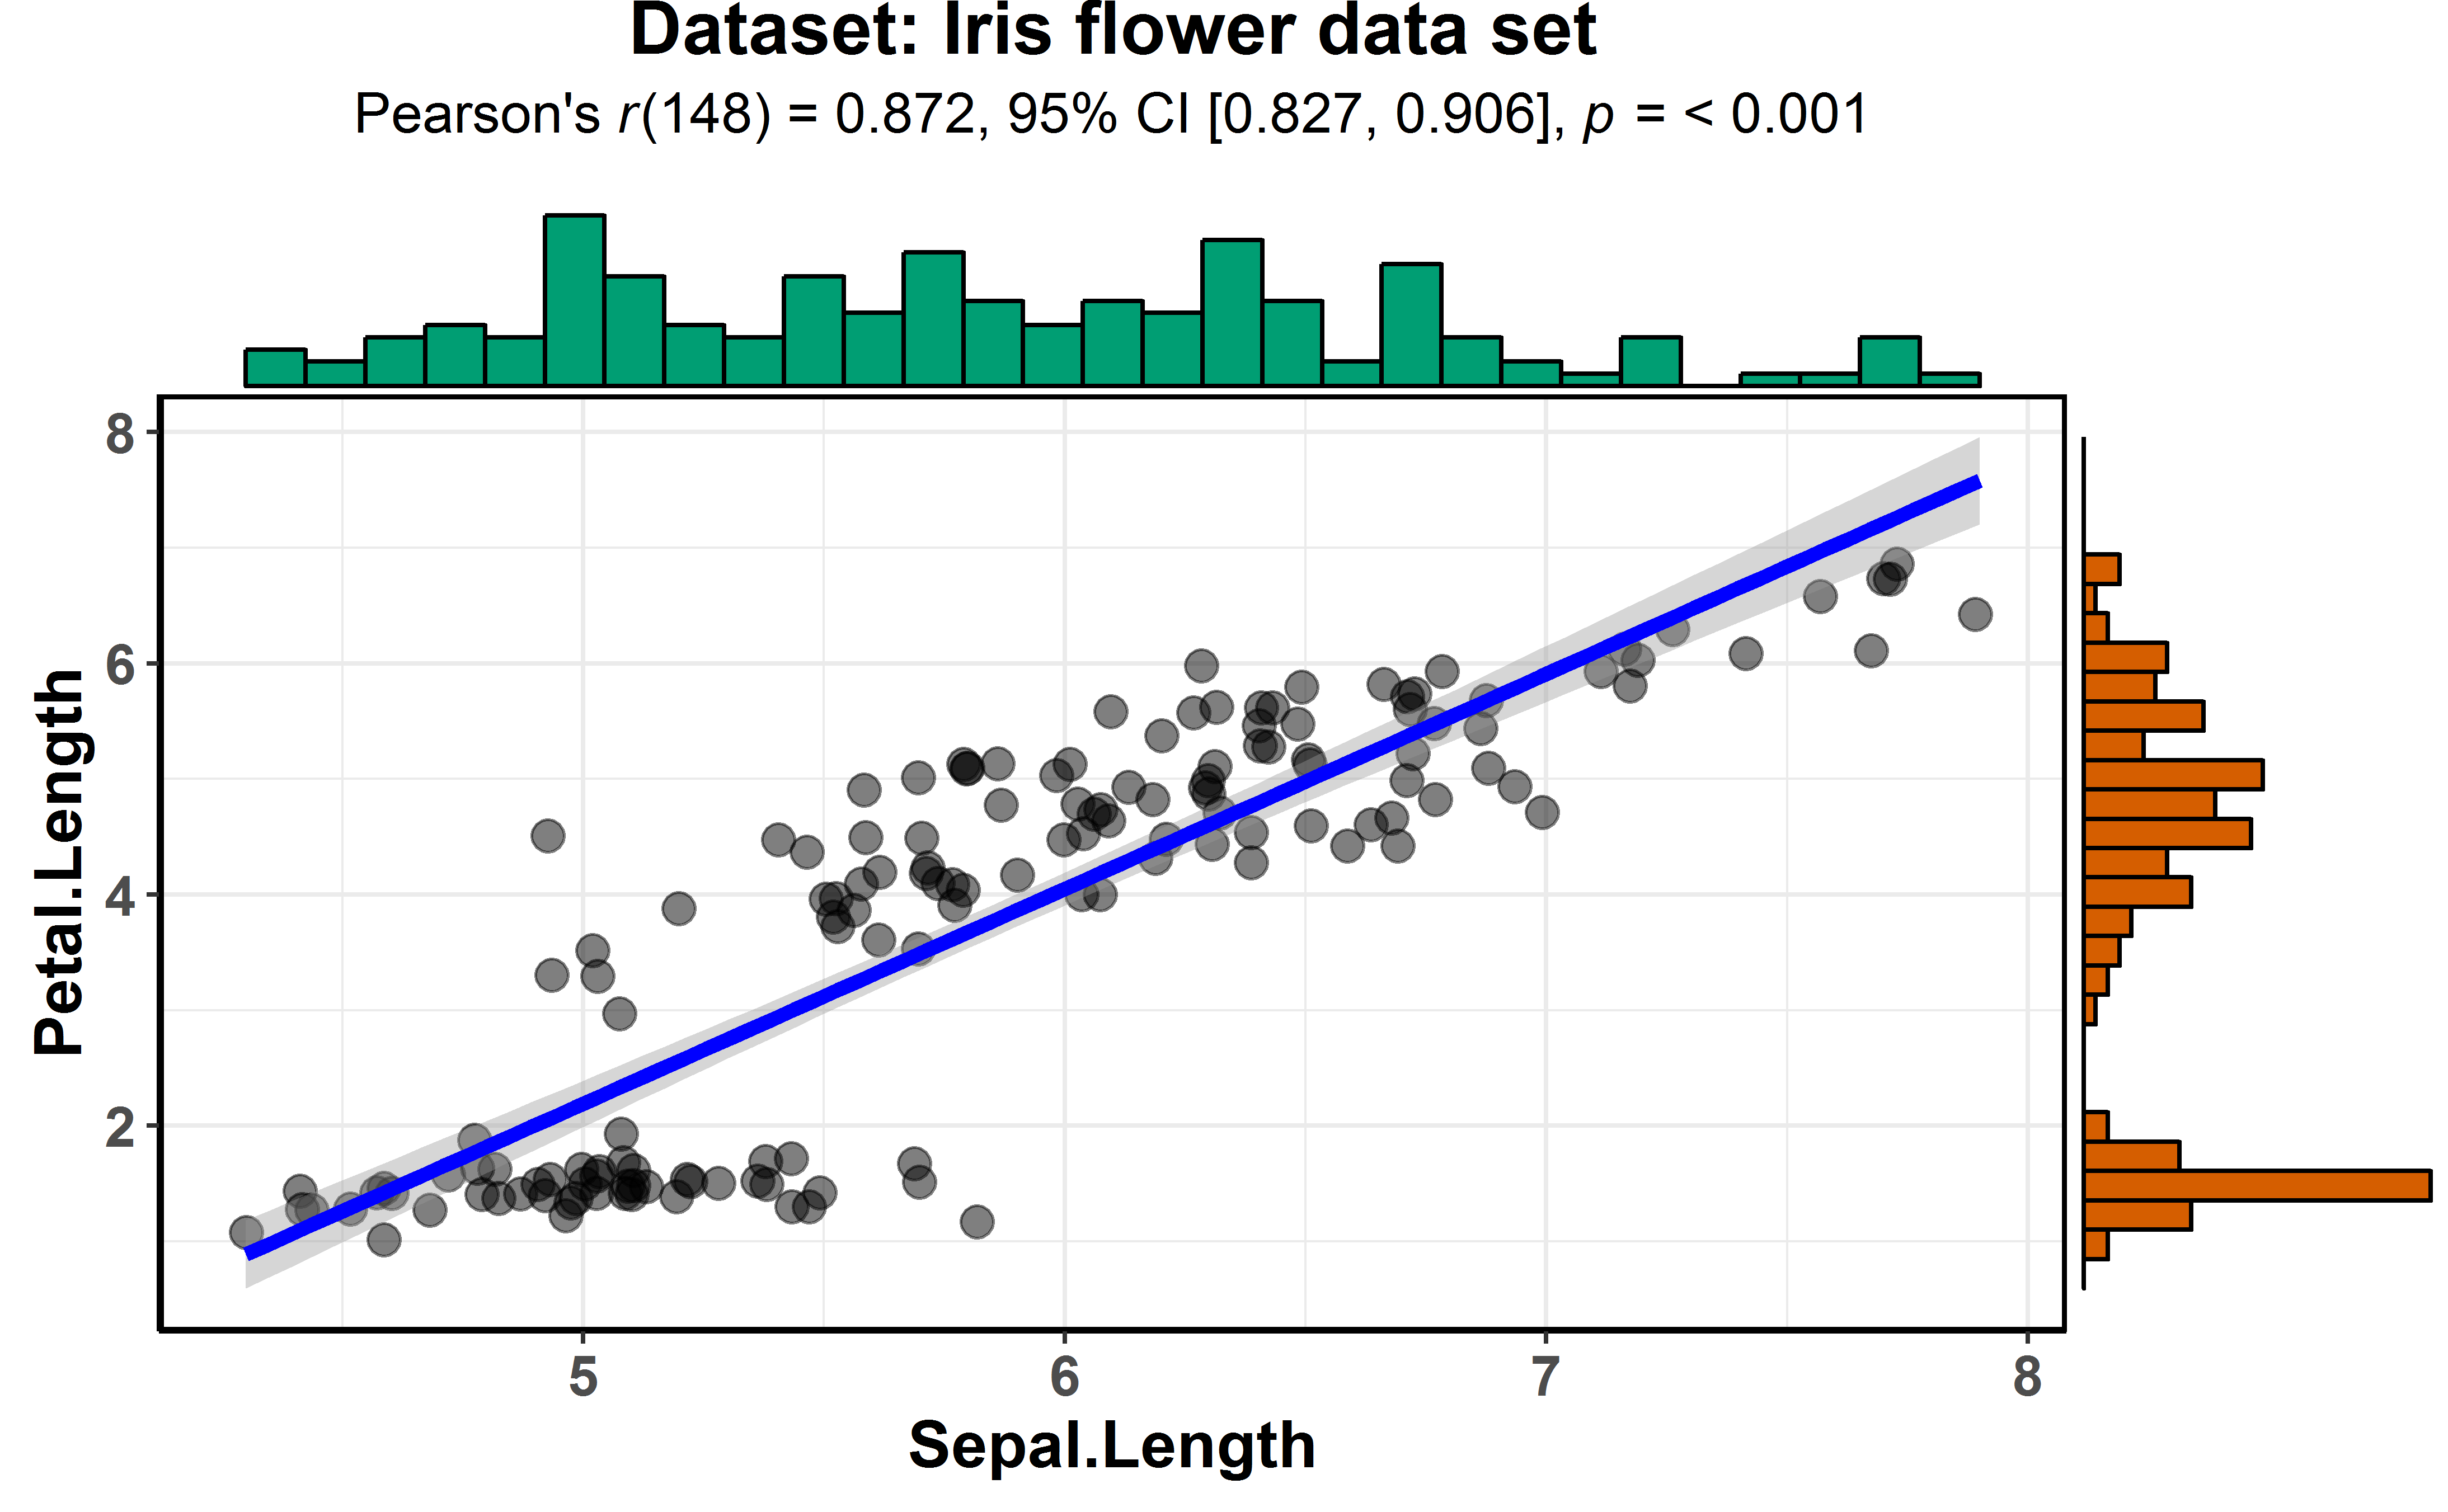 Dataset: Iris flower data set
Pearson's r(148) = 0.872, 95% CI [0.827, 0.906], p = < 0.001
8
6
4
2
Petal.Length
5 6 7 8
Sepal.Length